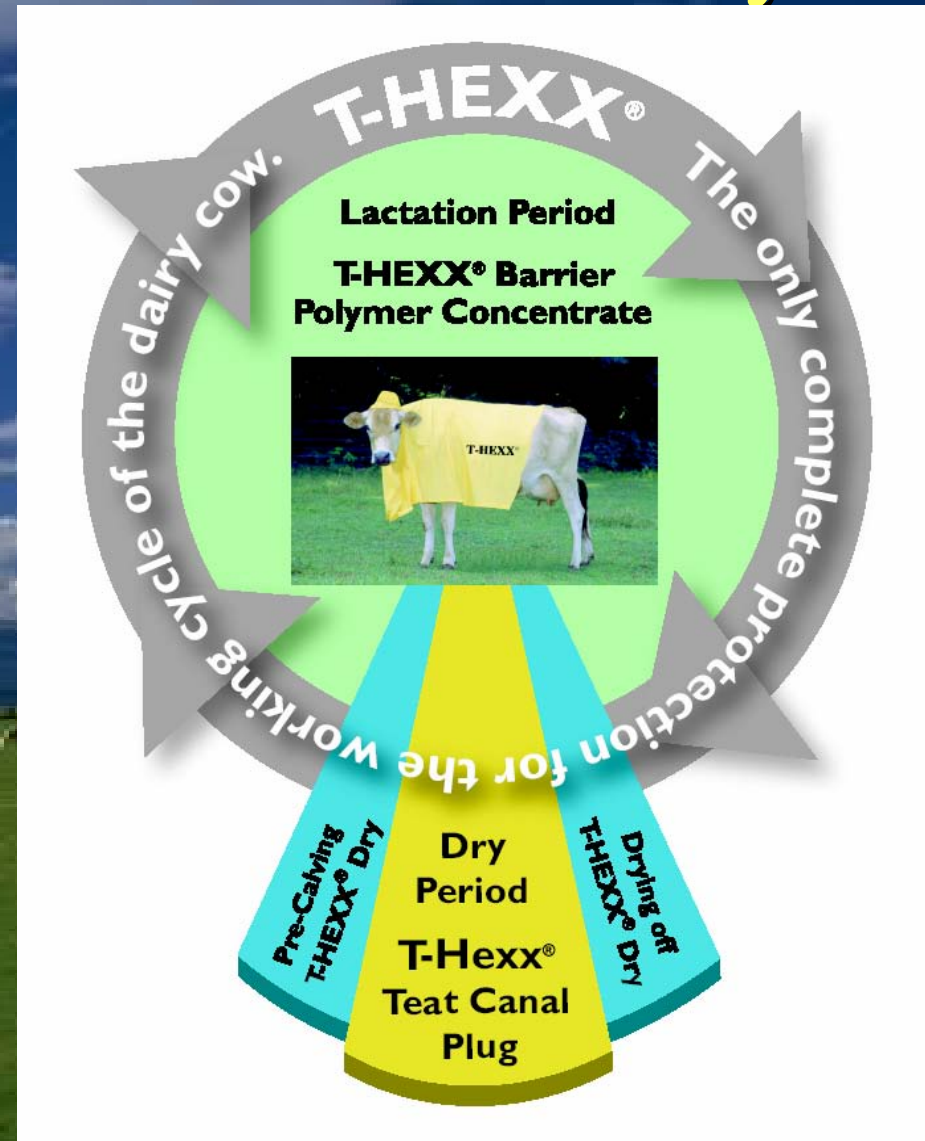 T-HEXX® The only complete protection for the working cycle of the dairy cow.
Lactation Period
T-HEXX® Barrier
Polymer Concentrate
T-HEXX®
Pre-Calving
T-HEXX® Dry
Dry
Period
T-Hexx®
Teat Canal
Plug
Drying off
T-HEXX® Dry